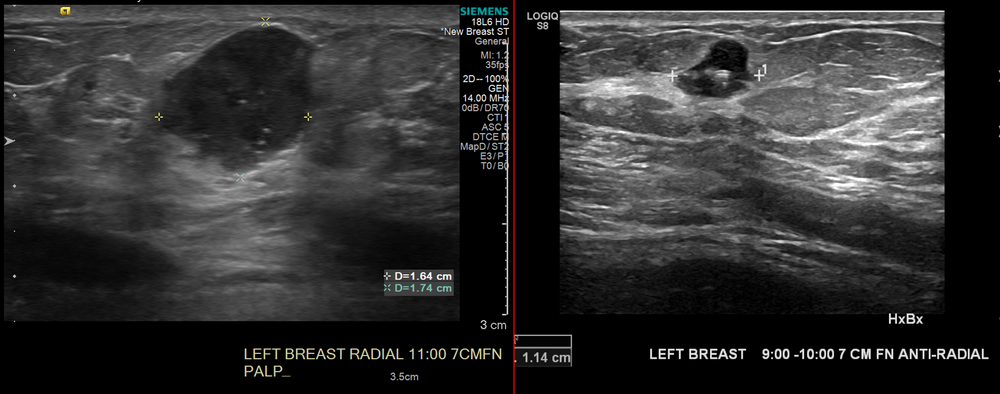 SIEMENS
18L6 HD
*New Breast ST
General
MI: 1.2
35fps
2D-- 100%
GEN
14.00 MHz
0dB / DR70
CTI 1
ASC 5
DTCE M
MapD / ST2
E3 / P1
T0 / B0
D=1.64 cm
D=1.74 cm
3 cm
LEFT BREAST RADIAL 11:00 7CMFN
PALP_
3.5cm
LOGIQ
S8
1
HxBx
1.14 cm
LEFT BREAST 9:00 -10:00 7 CM FN ANTI-RADIAL